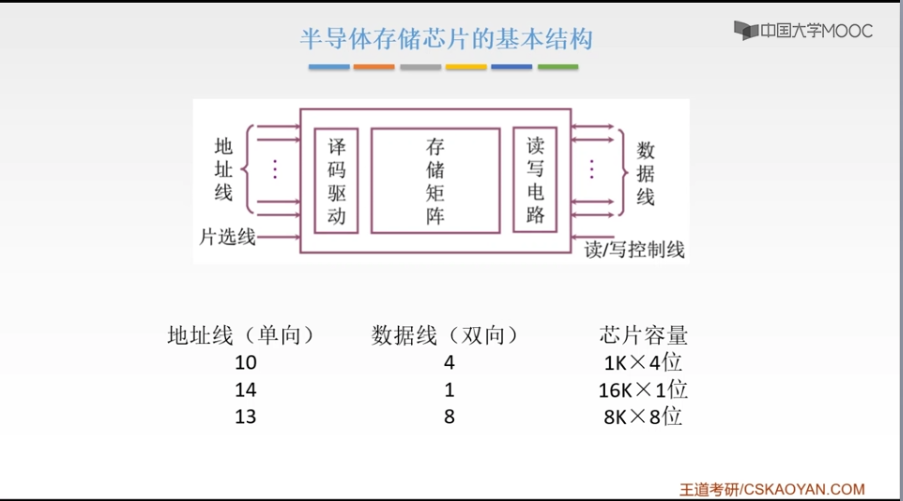 半导体存储芯片的基本结构
中国大学MOOC
地址线
片选线
译码驱动
存储矩阵
读写电路
数据线
读/写控制线
地址线（单向） 数据线（双向） 芯片容量
10 4 1K×4位
14 1 16K×1位
13 8 8K×8位
王道考研/CSKAOYAN.COM